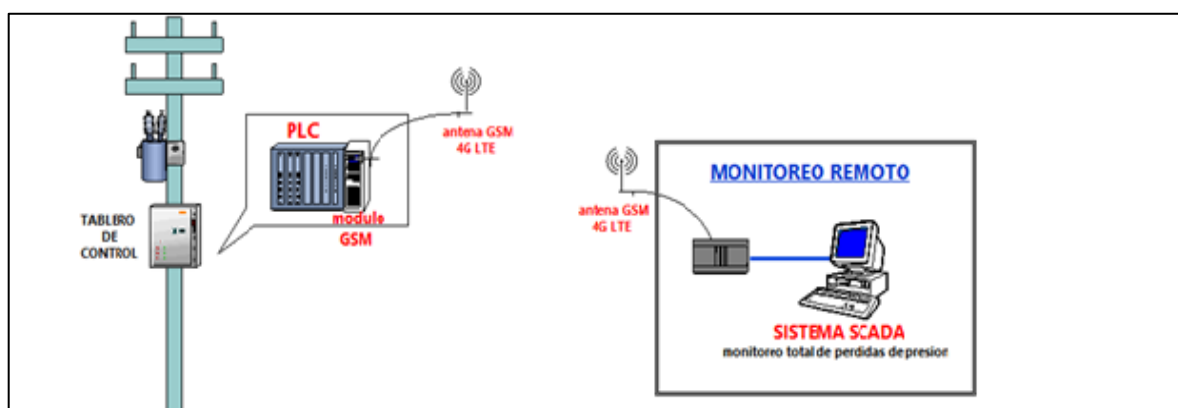 TABLERO
DE
CONTROL
PLC
module
GSM
antena GSM
4G LTE
antena GSM
4G LTE
MONITOREO REMOTO
SISTEMA SCADA
monitoreo total de perdidas de presior